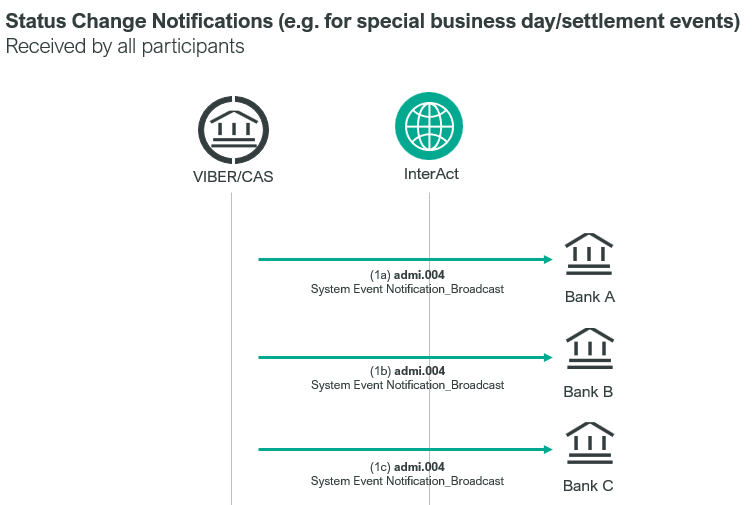 Status Change Notifications (e.g. for special business day/settlement events)
Received by all participants
VIBER/CAS
InterAct
(1a) admi.004
System Event Notification_Broadcast
Bank A
(1b) admi.004
System Event Notification_Broadcast
Bank B
(1c) admi.004
System Event Notification_Broadcast
Bank C